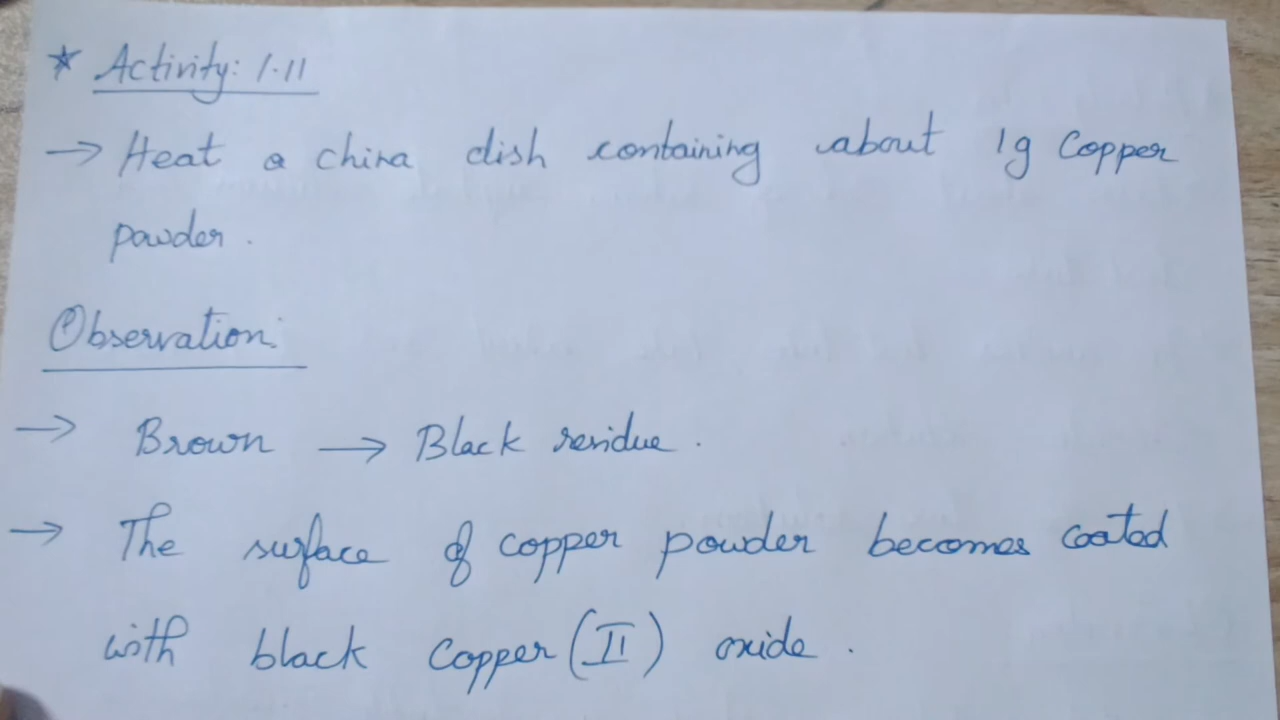 * Activity: 1.11
→ Heat a china dish containing about 1g Copper
powder.
Observation:
→ Brown → Black residue.
→ The surface of copper powder becomes coated
with black Copper (II) oxide.